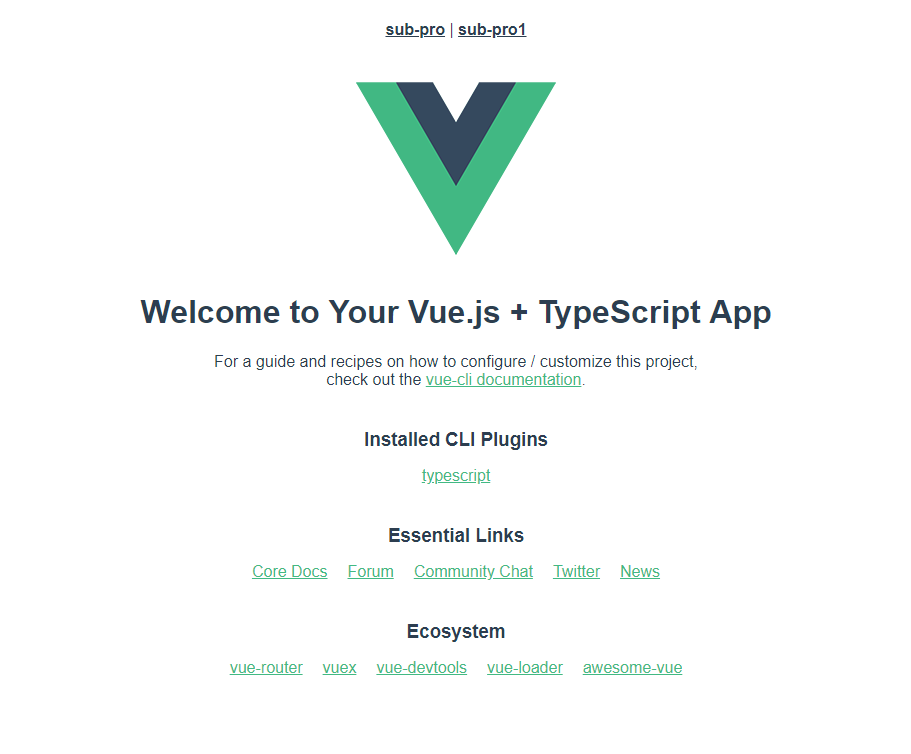 sub-pro | sub-pro1
Welcome to Your Vue.js + TypeScript App
For a guide and recipes on how to configure / customize this project,
check out the vue-cli documentation.
Installed CLI Plugins
typescript
Essential Links
Core Docs Forum Community Chat Twitter News
Ecosystem
vue-router vuex vue-devtools vue-loader awesome-vue